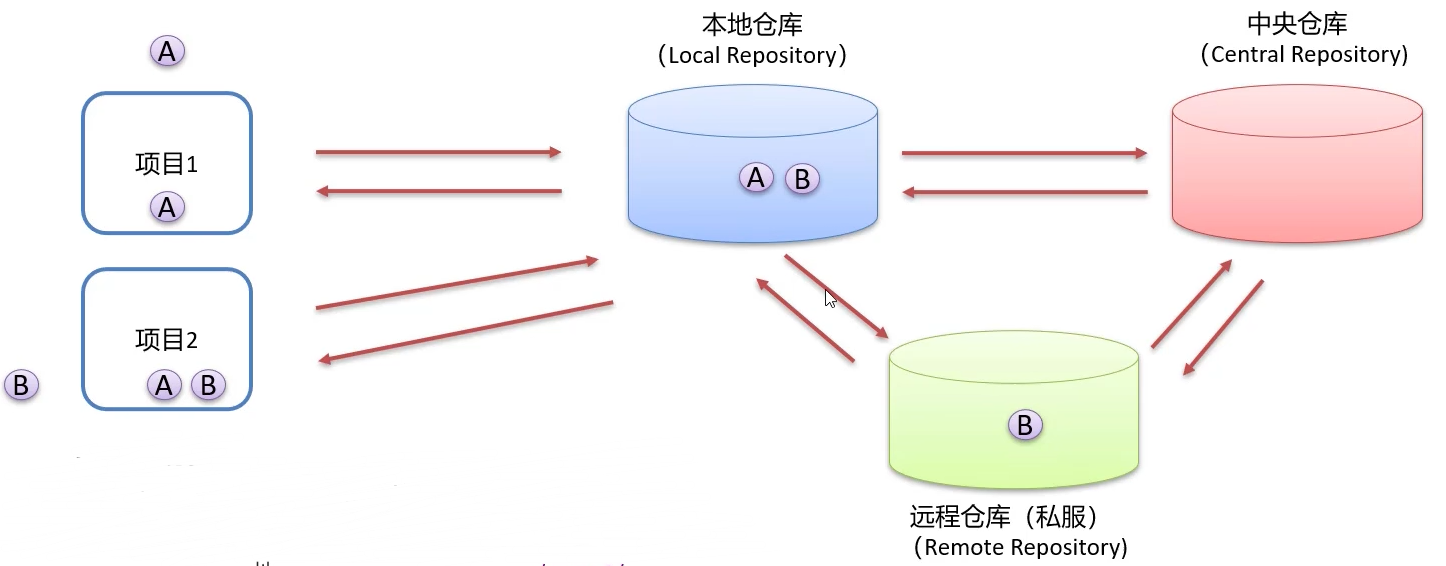 本地仓库
（Local Repository）
中央仓库
（Central Repository)
A
项目1
A
A B
项目2
A B
B
B
远程仓库（私服）
（Remote Repository)